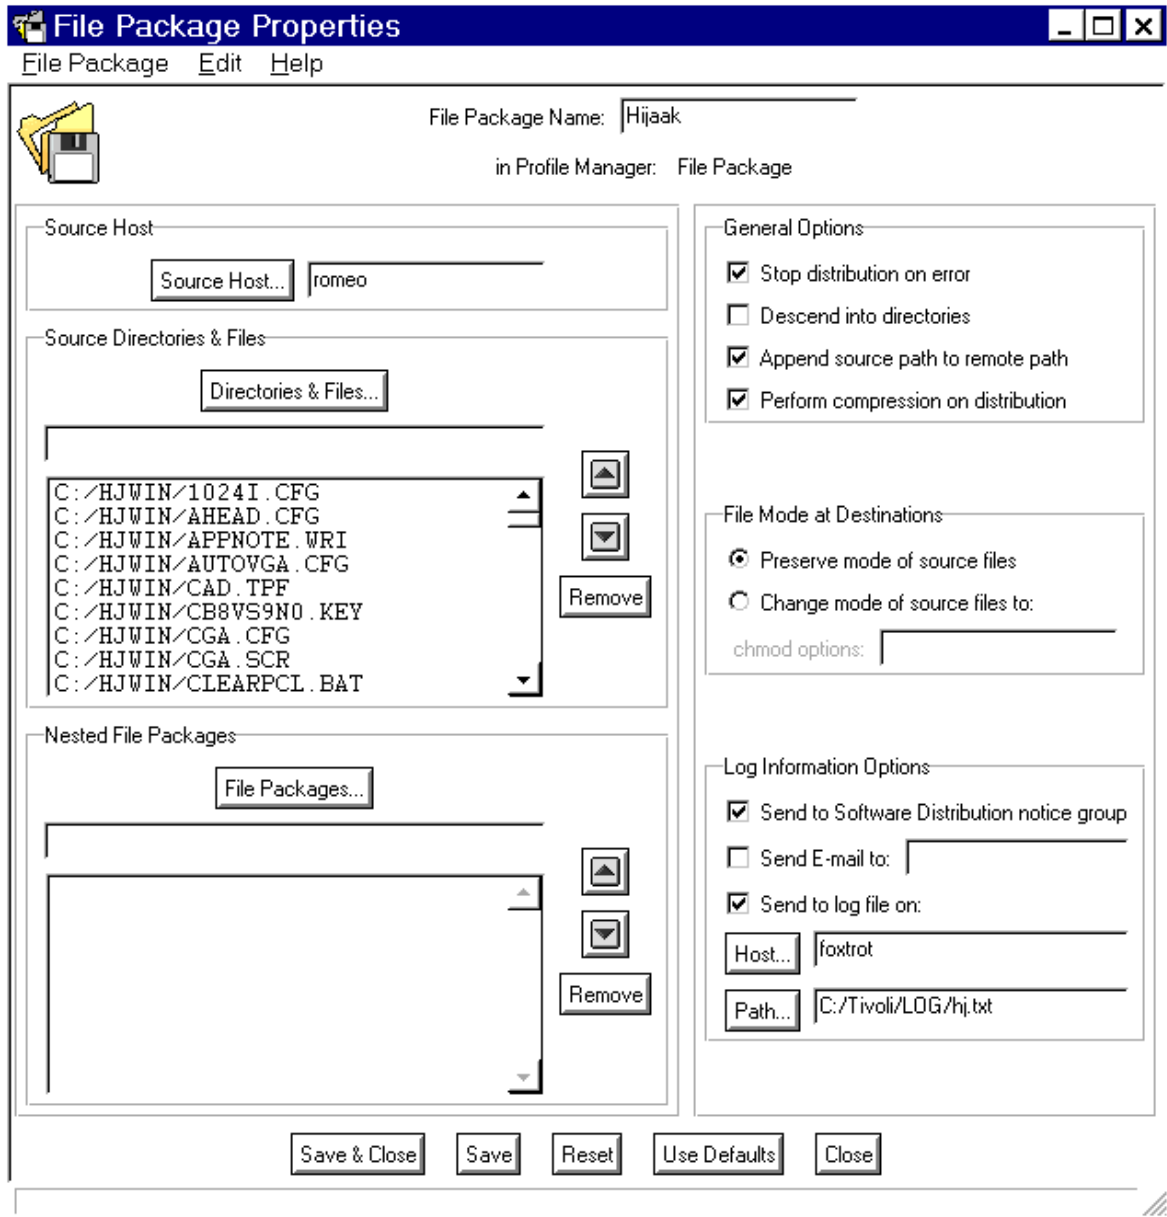 File Package Properties
File Package Edit Help
File Package Name: Hijaak
in Profile Manager: File Package
Source Host
Source Host... romeo
Source Directories & Files
Directories & Files...
C:/HJWIN/1024I.CFG
C:/HJWIN/AHEAD.CFG
C:/HJWIN/APPNOTE.WRI
C:/HJWIN/AUTOVGA.CFG
C:/HJWIN/CAD.TPF
C:/HJWIN/CB8VS9N0.KEY
C:/HJWIN/CGA.CFG
C:/HJWIN/CGA.SCR
C:/HJWIN/CLEARPCL.BAT
Remove
Nested File Packages
File Packages...
Remove
General Options
Stop distribution on error
Descend into directories
Append source path to remote path
Perform compression on distribution
File Mode at Destinations
Preserve mode of source files
Change mode of source files to:
chmod options:
Log Information Options
Send to Software Distribution notice group
Send E-mail to:
Send to log file on:
Host... foxtrot
Path... C:/Tivoli/LOG/hj.txt
Save & Close Save Reset Use Defaults Close